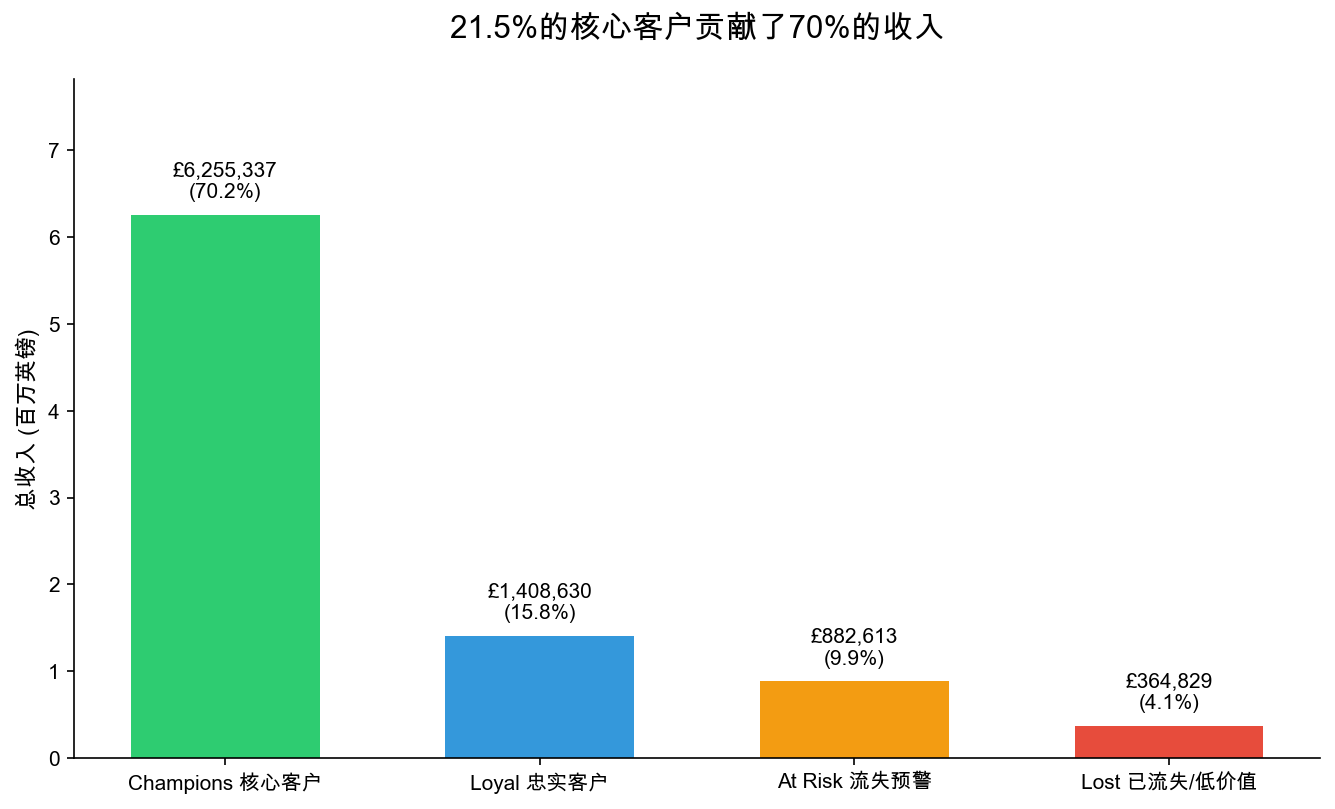 21.5%的核心客户贡献了70%的收入
总收入 (百万英镑)
7
6
5
4
3
2
1
0
£6,255,337
(70.2%)
£1,408,630
(15.8%)
£882,613
(9.9%)
£364,829
(4.1%)
Champions 核心客户
Loyal 忠实客户
At Risk 流失预警
Lost 已流失/低价值